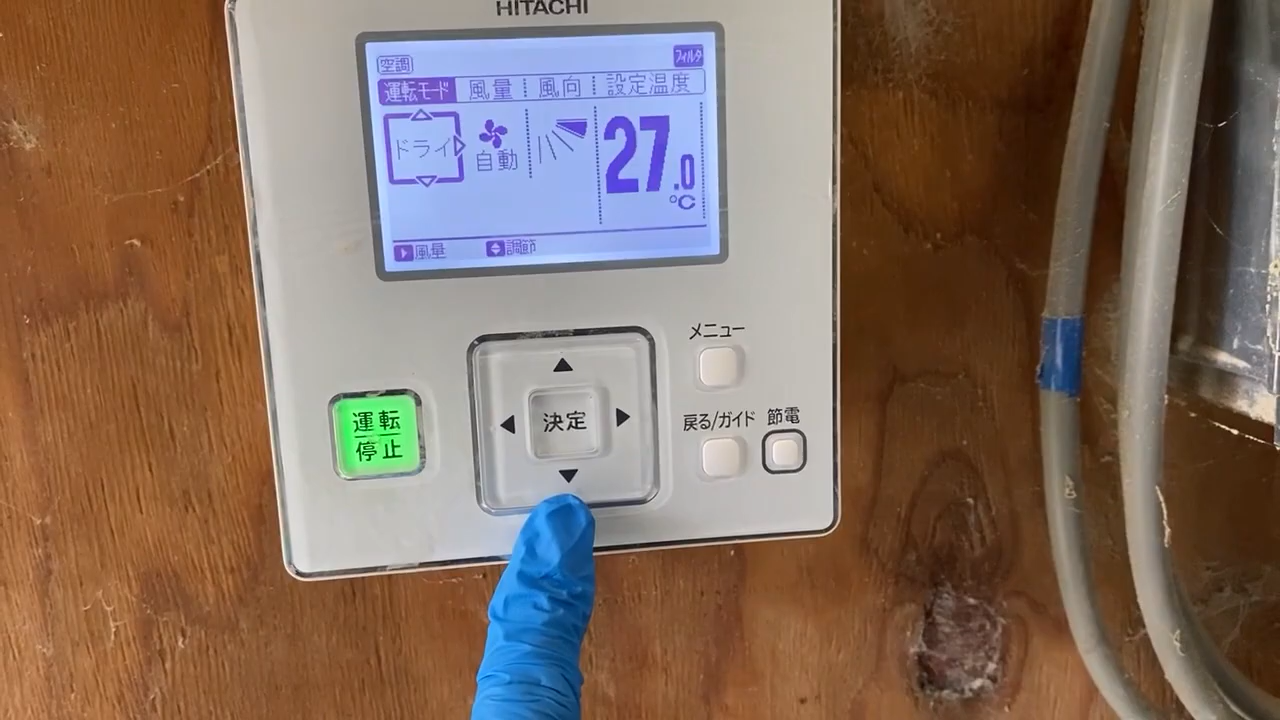 HITACHI
空調 フィルタ
運転モード 風量 風向 設定温度
ドライ 自動 27.0 ℃
風量 調節
メニュー
運転 停止
決定
戻る/ガイド 節電